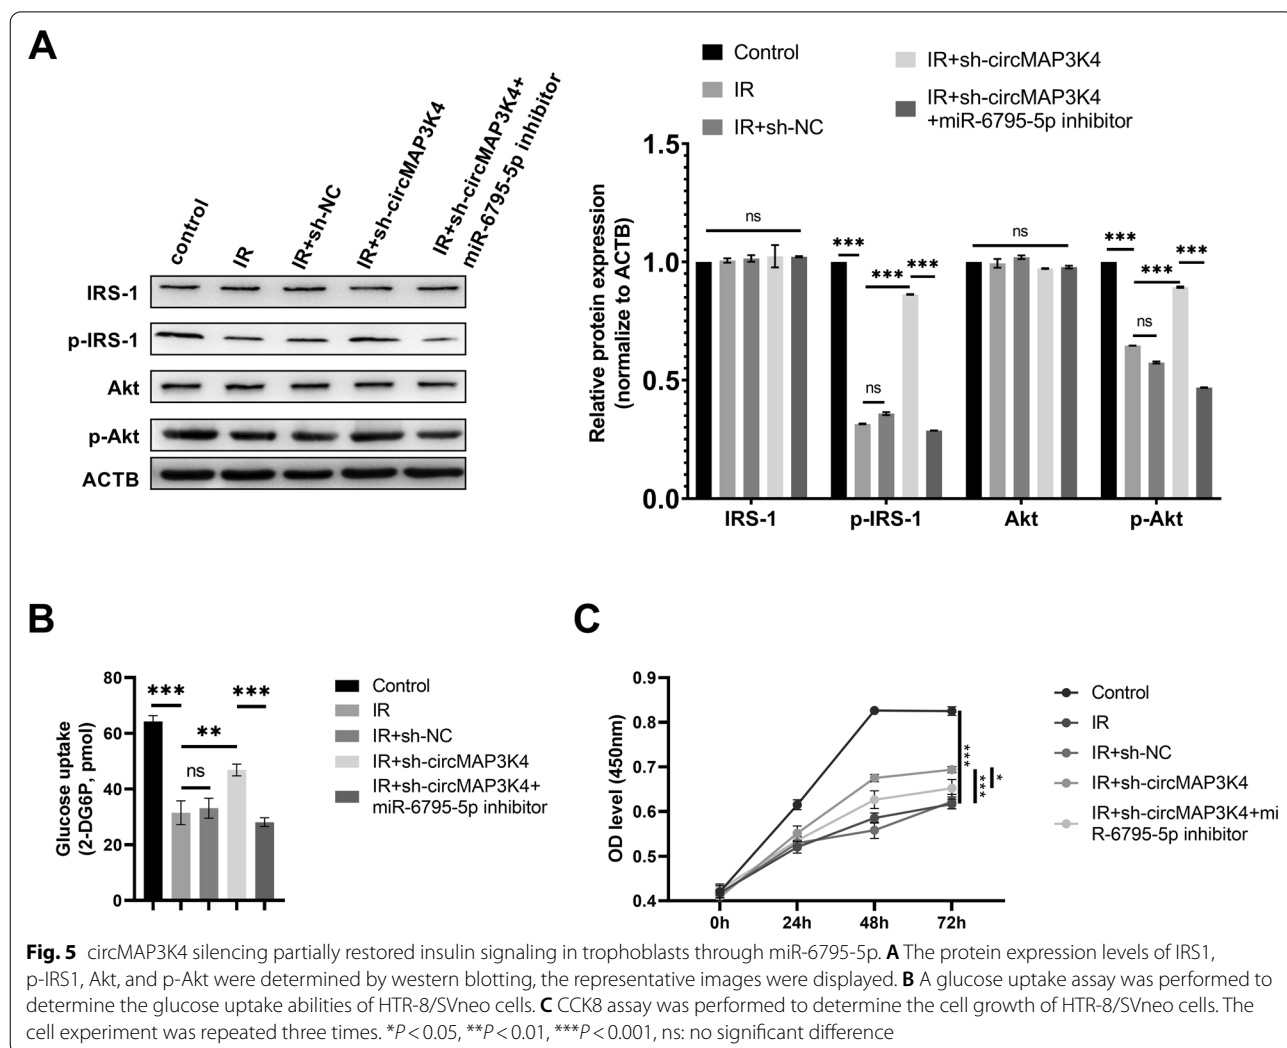 A
control
IR
IR+sh-NC
IR+sh-circMAP3K4
IR+sh-circMAP3K4+
miR-6795-5p inhibitor
IRS-1
p-IRS-1
Akt
p-Akt
ACTB
Control
IR
IR+sh-NC
IR+sh-circMAP3K4
IR+sh-circMAP3K4
+miR-6795-5p inhibitor
Relative protein expression
(normalize to ACTB)
1.5
1.0
0.5
0.0
ns
***
***
***
ns
ns
***
***
***
ns
IRS-1
p-IRS-1
Akt
p-Akt
B
Glucose uptake
(2-DG6P, pmol)
80
60
40
20
0
***
***
**
ns
Control
IR
IR+sh-NC
IR+sh-circMAP3K4
IR+sh-circMAP3K4+
miR-6795-5p inhibitor
C
OD level (450nm)
0.9
0.8
0.7
0.6
0.5
0.4
0h
24h
48h
72h
***
***
*
Control
IR
IR+sh-NC
IR+sh-circMAP3K4
IR+sh-circMAP3K4+mi
R-6795-5p inhibitor
Fig. 5 circMAP3K4 silencing partially restored insulin signaling in trophoblasts through miR-6795-5p. A The protein expression levels of IRS1,
p-IRS1, Akt, and p-Akt were determined by western blotting, the representative images were displayed. B A glucose uptake assay was performed to
determine the glucose uptake abilities of HTR-8/SVneo cells. C CCK8 assay was performed to determine the cell growth of HTR-8/SVneo cells. The
cell experiment was repeated three times. *P < 0.05, **P < 0.01, ***P < 0.001, ns: no significant difference